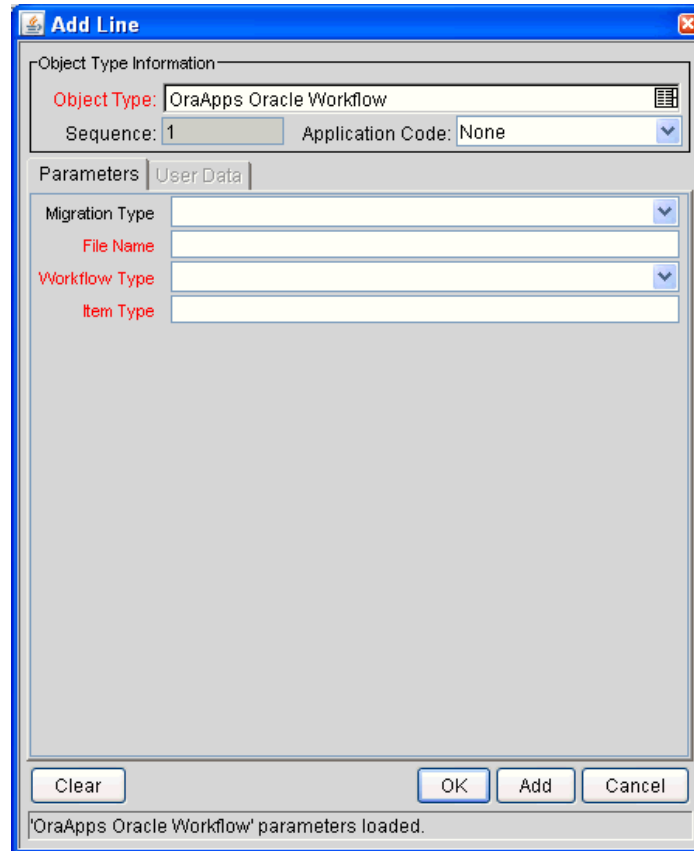 Add Line
Object Type Information
Object Type: OraApps Oracle Workflow
Sequence: 1 Application Code: None
Parameters User Data
Migration Type
File Name
Workflow Type
Item Type
Clear OK Add Cancel
'OraApps Oracle Workflow' parameters loaded.